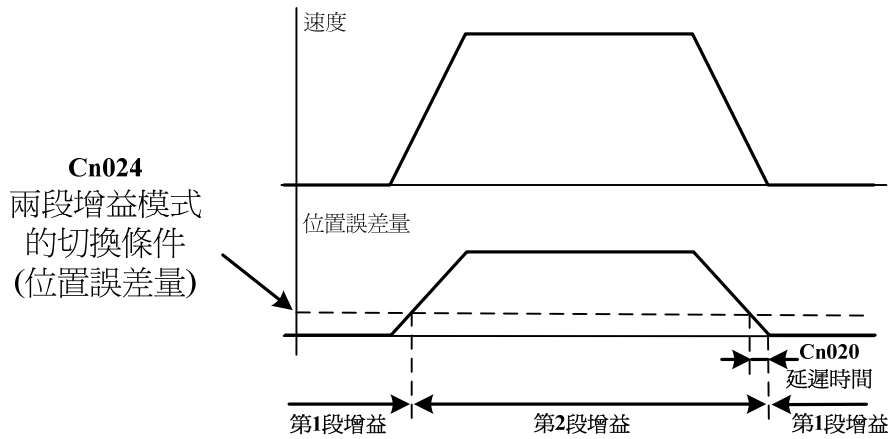 速度
Cn024
兩段增益模式
的切換條件
(位置誤差量)
位置誤差量
Cn020
延遲時間
第1段增益
第2段增益
第1段增益